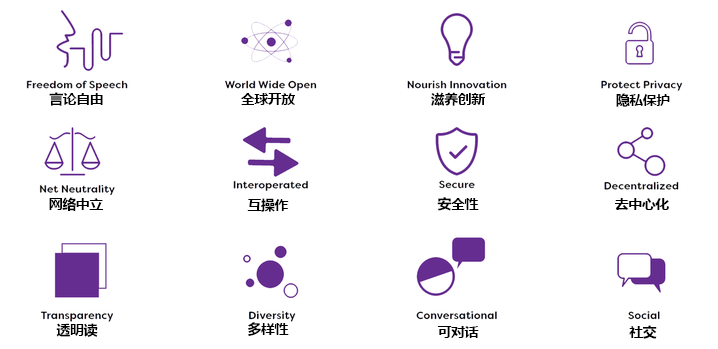 Freedom of Speech
言论自由
World Wide Open
全球开放
Nourish Innovation
滋养创新
Protect Privacy
隐私保护
Net Neutrality
网络中立
Interoperated
互操作
Secure
安全性
Decentralized
去中心化
Transparency
透明读
Diversity
多样性
Conversational
可对话
Social
社交